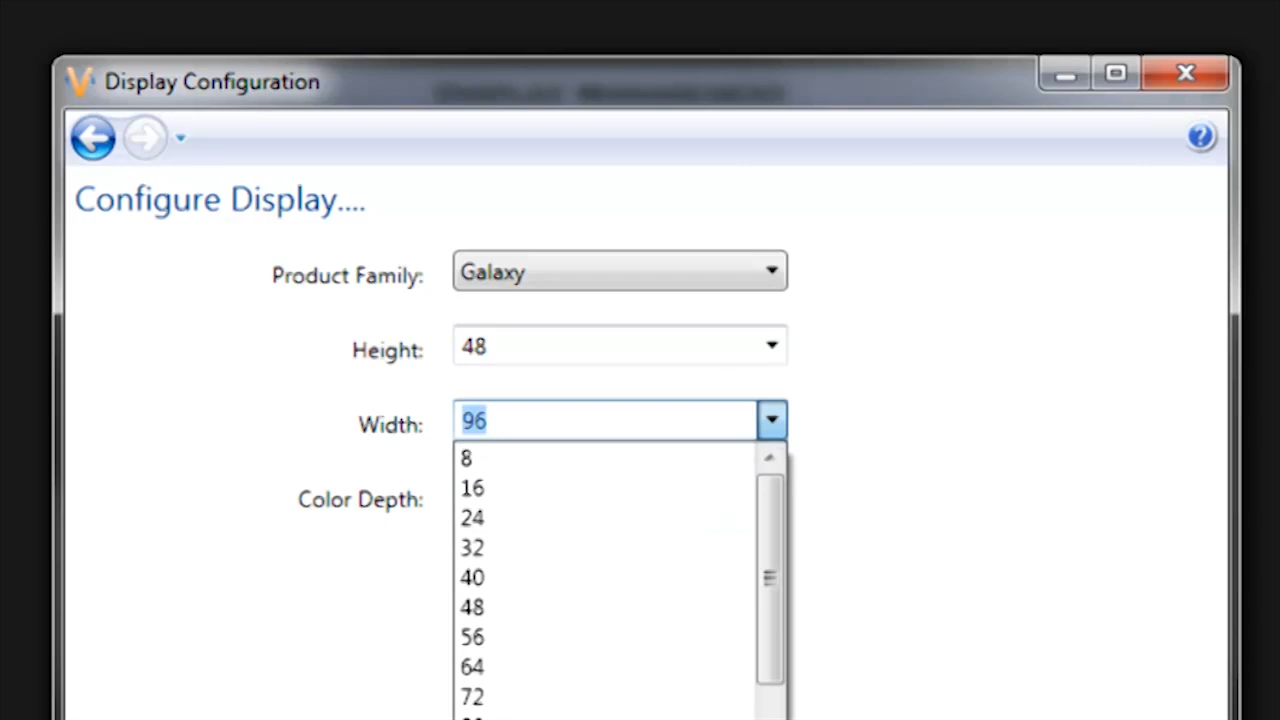 Display Configuration
Configure Display....
Product Family: Galaxy
Height: 48
Width: 96
8
16
24
Color Depth:
32
40
48
56
64
72